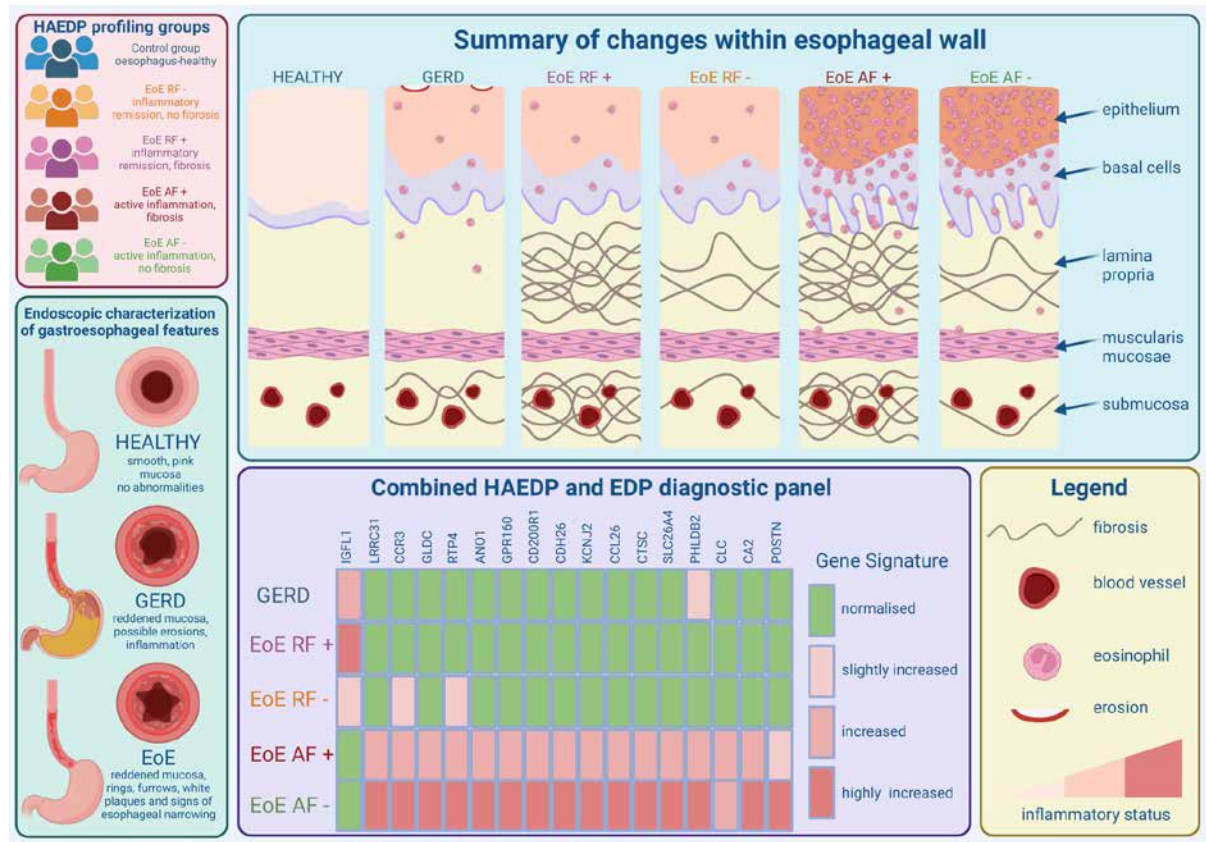 HAEDP profiling groups
Control group
oesophagus-healthy
EoE RF -
inflammatory
remission, no fibrosis
EoE RF +
inflammatory
remission, fibrosis
EoE AF +
active inflammation,
fibrosis
EoE AF -
active inflammation,
no fibrosis
Endoscopic characterization
of gastroesophageal features
HEALTHY
smooth, pink
mucosa
no abnormalities
GERD
reddened mucosa,
possible erosions,
inflammation
EoE
reddened mucosa,
rings, furrows, white
plaques and signs of
esophageal narrowing
Summary of changes within esophageal wall
HEALTHY GERD EoE RF + EoE RF - EoE AF + EoE AF -
epithelium
basal cells
lamina
propria
muscularis
mucosae
submucosa
Combined HAEDP and EDP diagnostic panel
IGFL1 LRRC31 CCR3 GLDC RTP4 ANO1 GPR160 CD200R1 CDH26 KCNJ2 CCL26 CTSC SLC26A4 PHLDB2 CLC CA2 POSTN
GERD
EoE RF +
EoE RF -
EoE AF +
EoE AF -
Gene Signature
normalised
slightly increased
increased
highly increased
Legend
fibrosis
blood vessel
eosinophil
erosion
inflammatory status